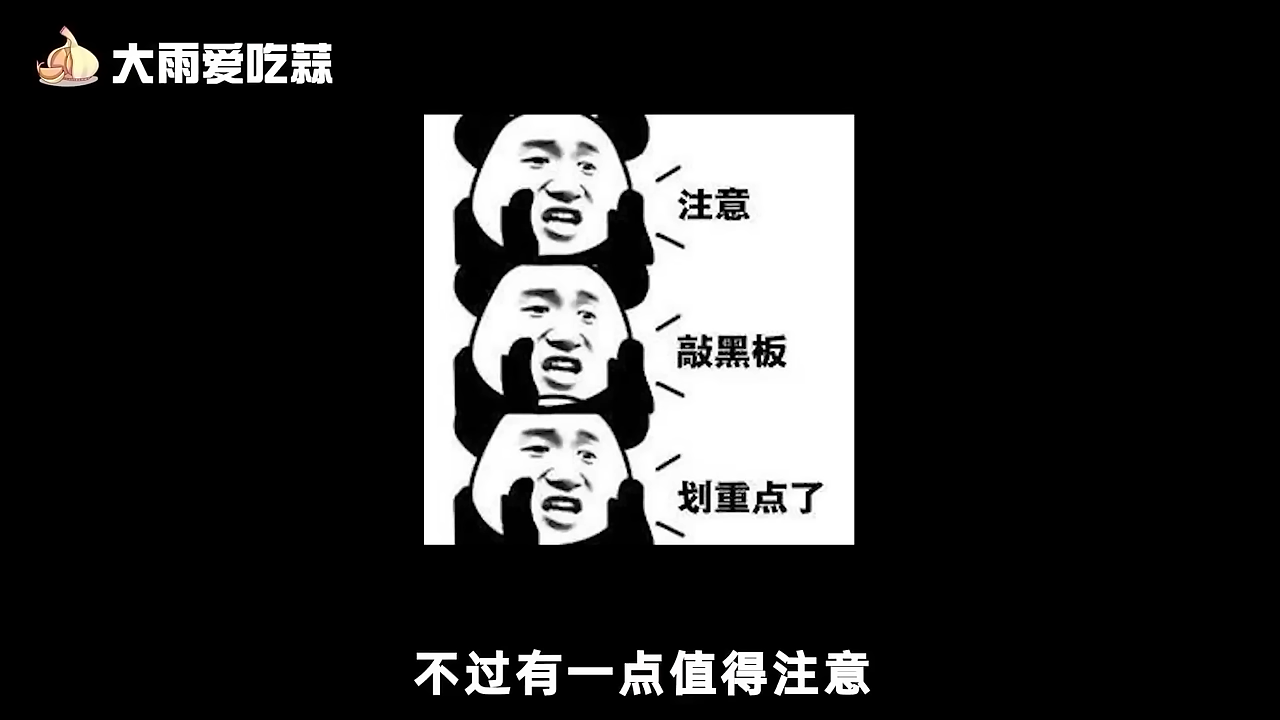 大雨爱吃蒜
注意
敲黑板
划重点了
不过有一点值得注意